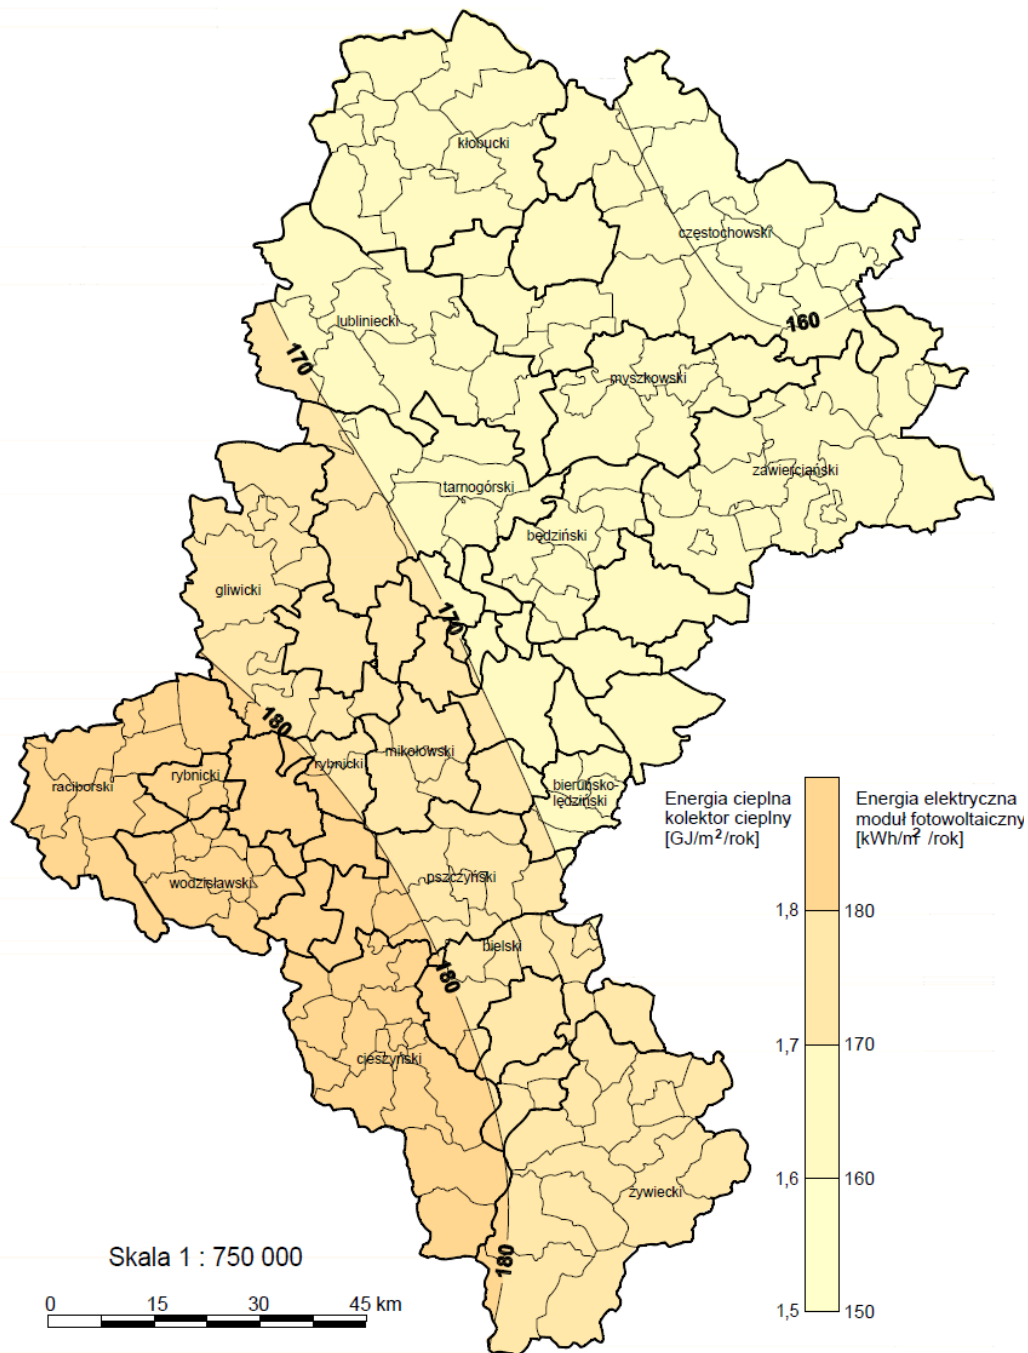 kłobucki
częstochowski
160
lubliniecki
170
myszkowski
zawierciański
tarnogórski
będziński
gliwicki
170
180
mikołowski
rybnicki
rybnicki
raciborski
bieruńsko-
lędziński
Energia cieplna
kolektor cieplny
[GJ/m²/rok]
Energia elektryczna
moduł fotowoltaiczny
[kWh/m² /rok]
pszczyński
wodzisławski
1,8
180
bielski
180
1,7
170
cieszyński
1,6
160
żywiecki
180
Skala 1 : 750 000
1,5
150
0 15 30 45 km